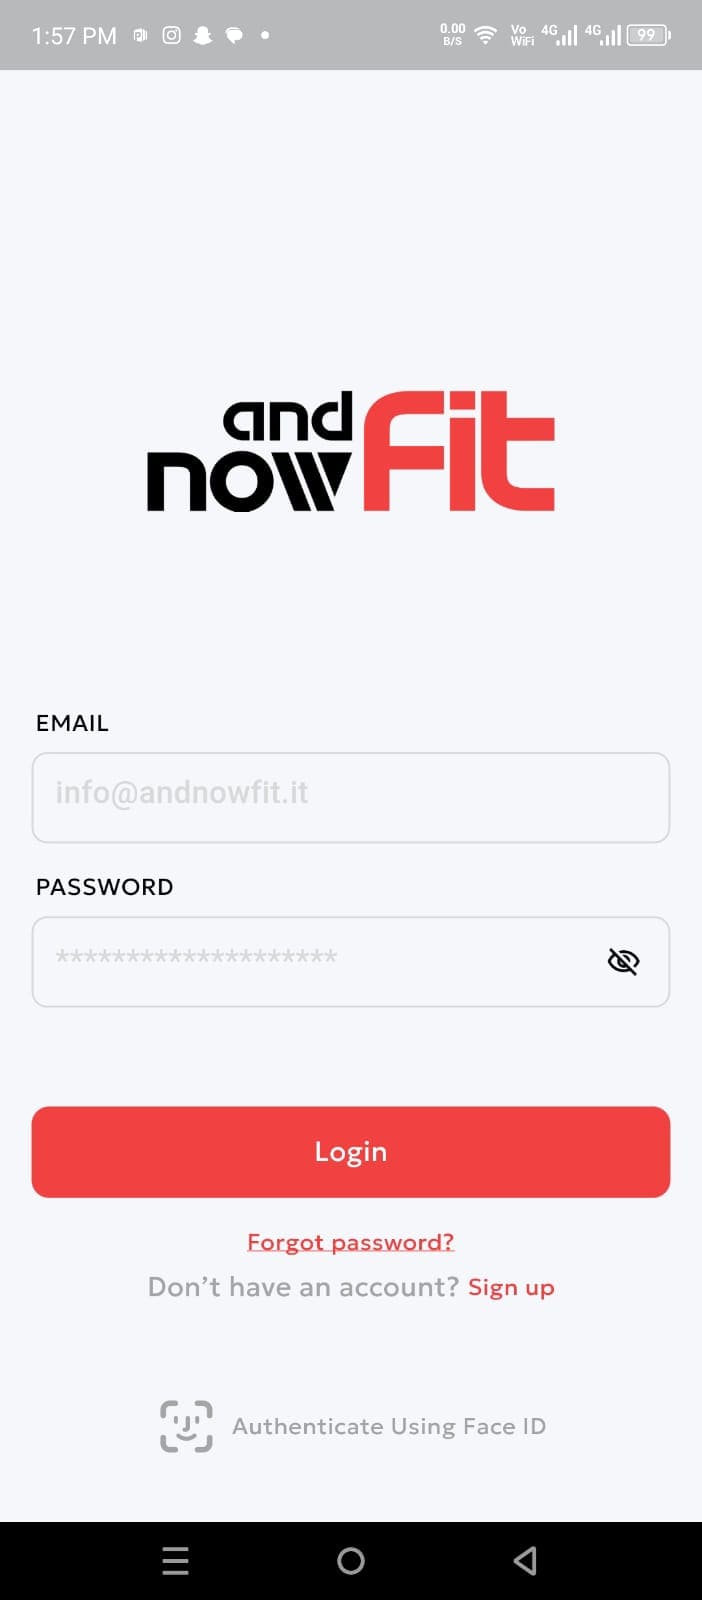 1:57 PM 0.00 B/S Vo WiFi 4G 4G 99
and
now Fit
EMAIL
info@andnowfit.it
PASSWORD
********************
Login
Forgot password?
Don’t have an account? Sign up
Authenticate Using Face ID